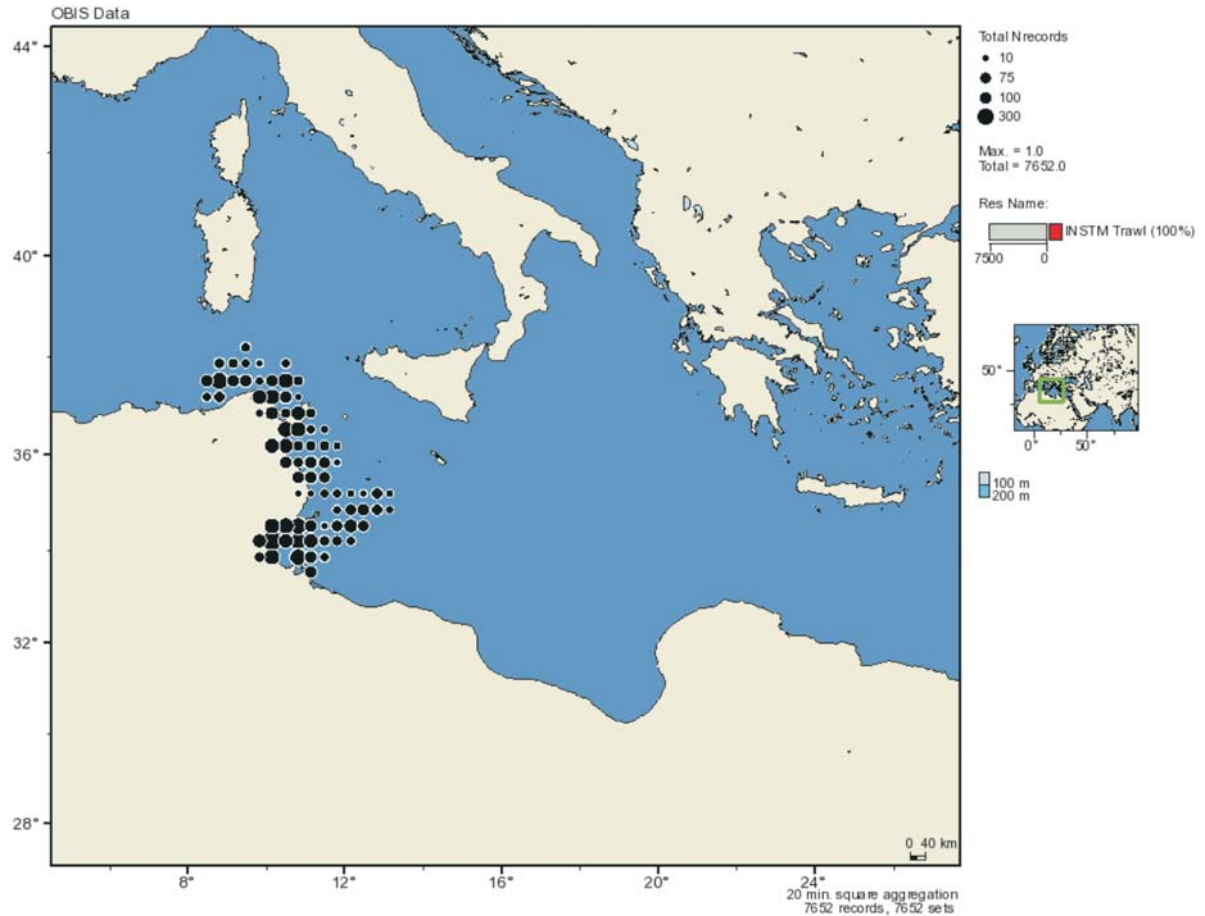 OBIS Data
44°
40°
36°
32°
28°
8°
12°
16°
20°
24°
0 40 km
20 min. square aggregation
7652 records, 7652 sets
Total Nrecords
10
75
100
300
Max. = 1.0
Total = 7652.0
Res Name:
INSTM Trawl (100%)
7500 0
50°
0° 50°
100 m
200 m